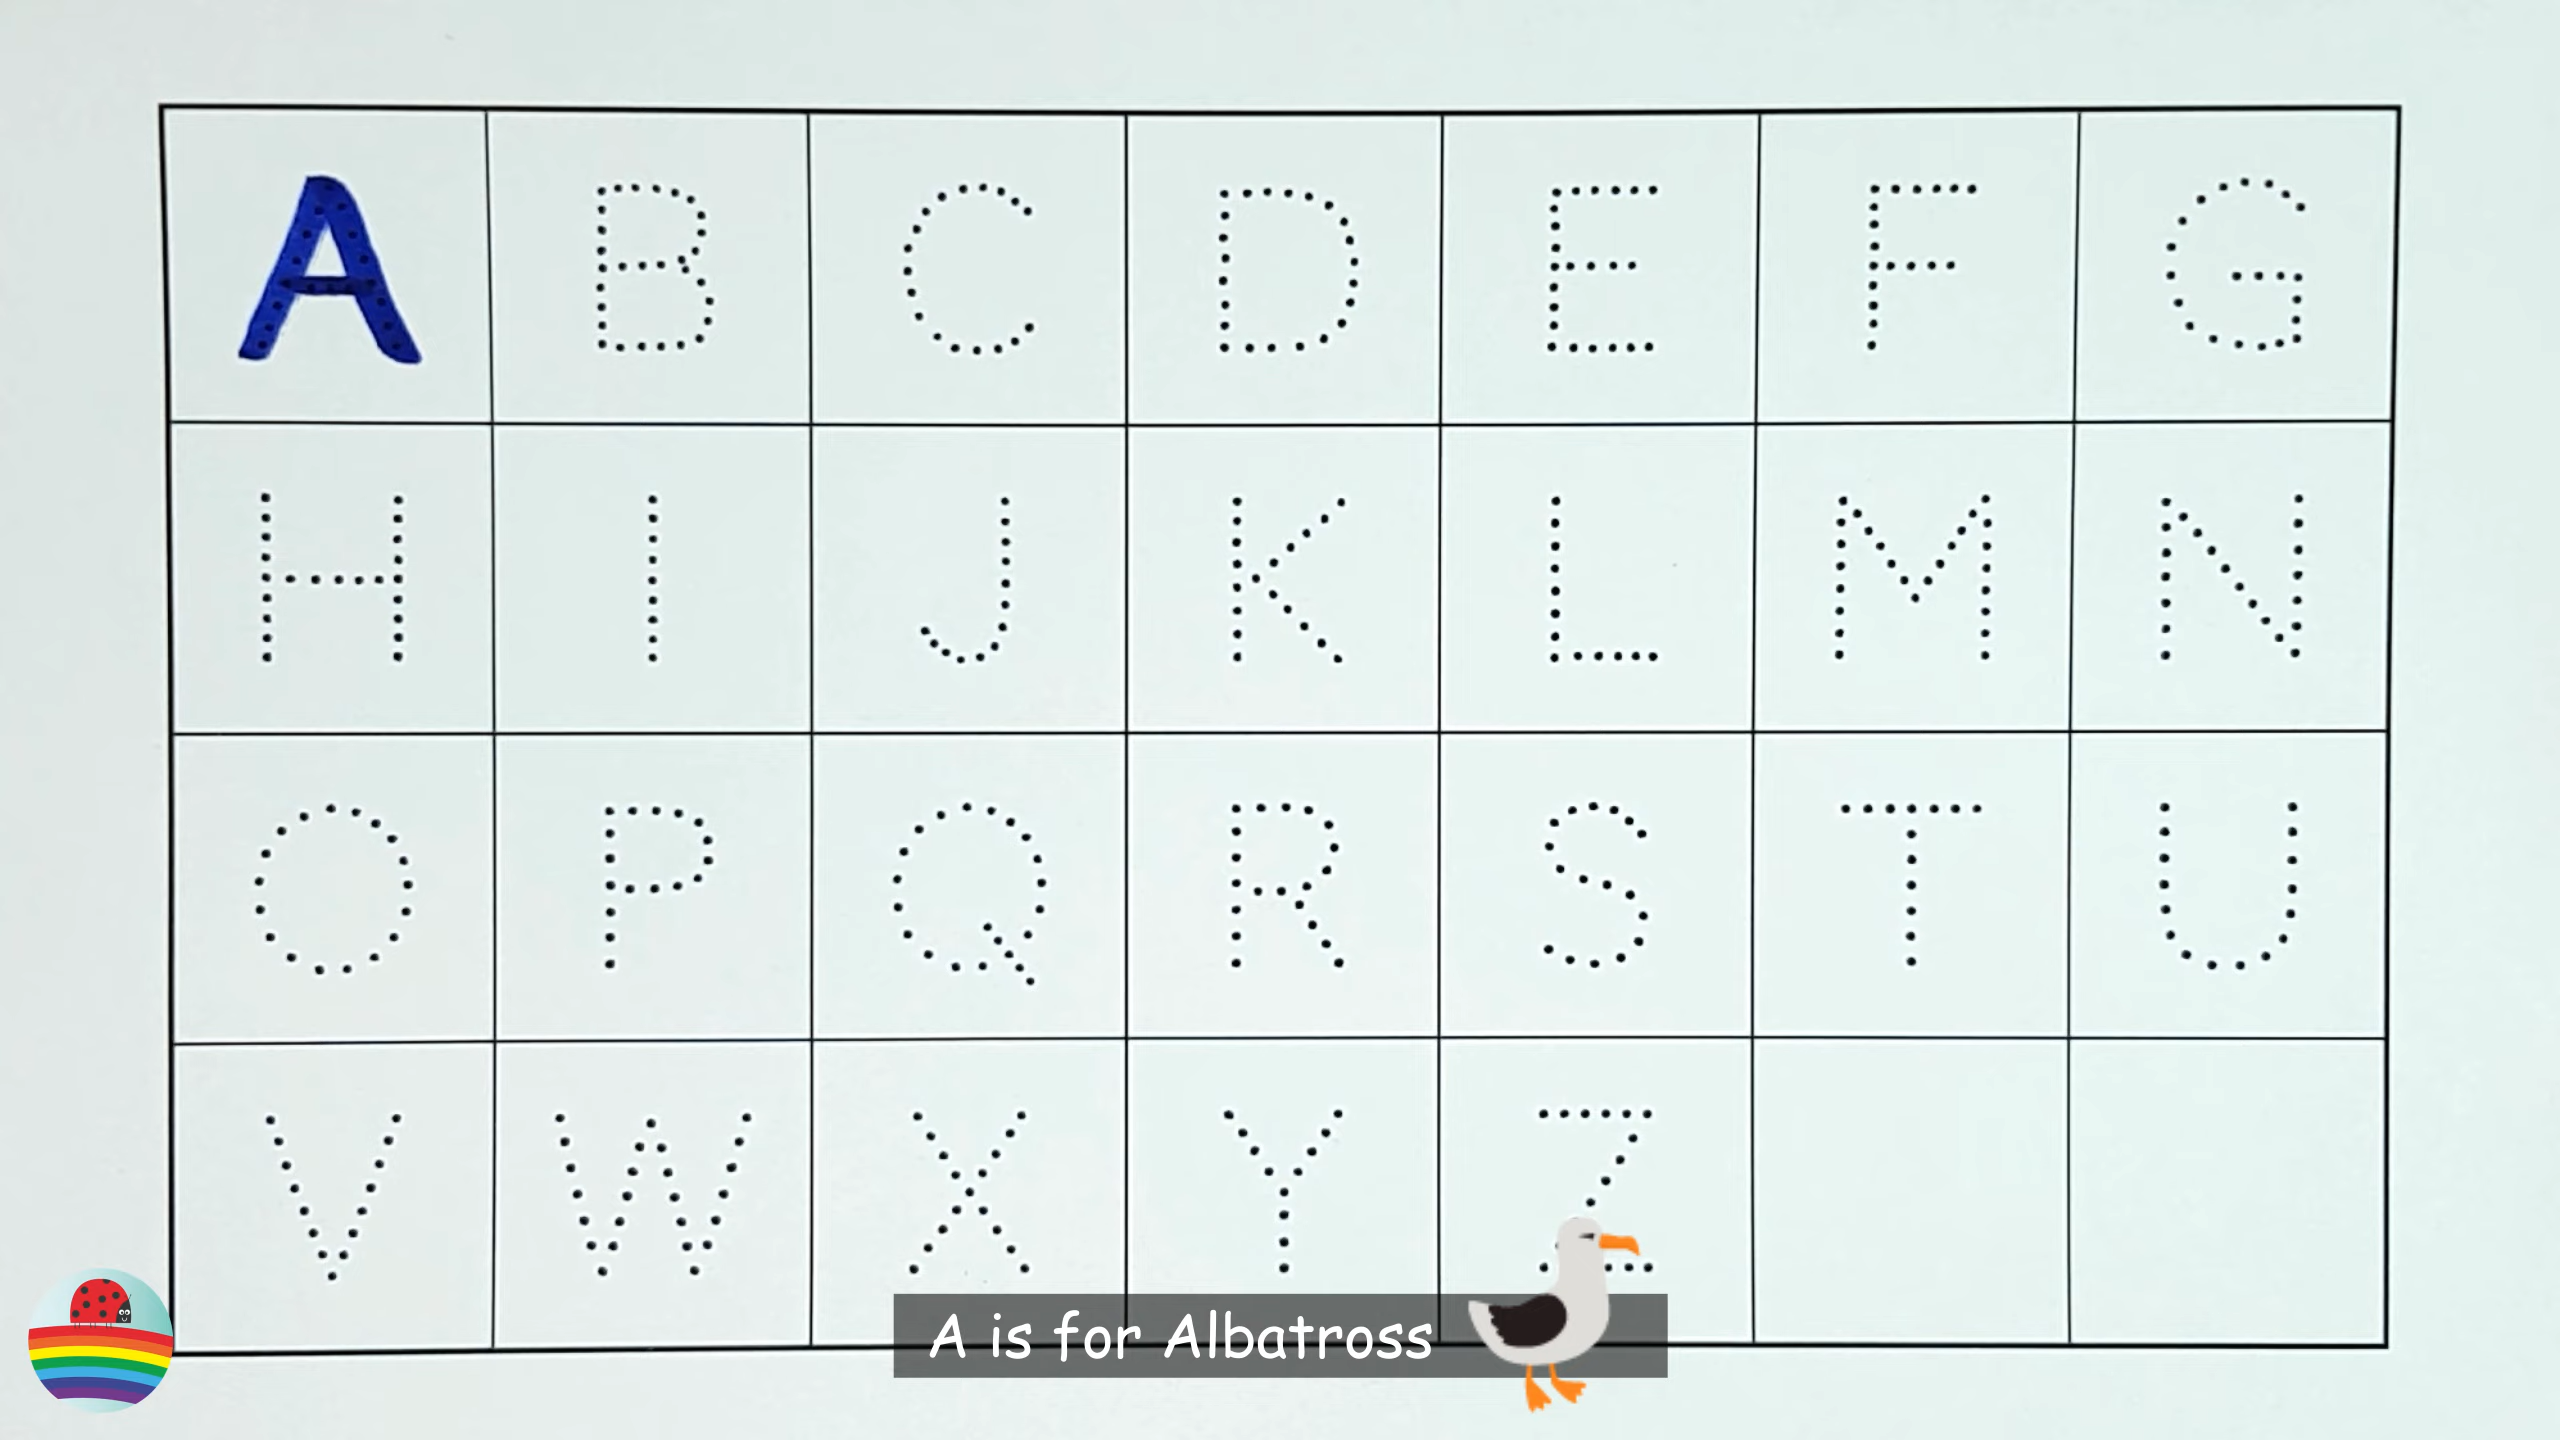 A B C D E F G
H I J K L M N
O P Q R S T U
V W X Y Z
A is for Albatross